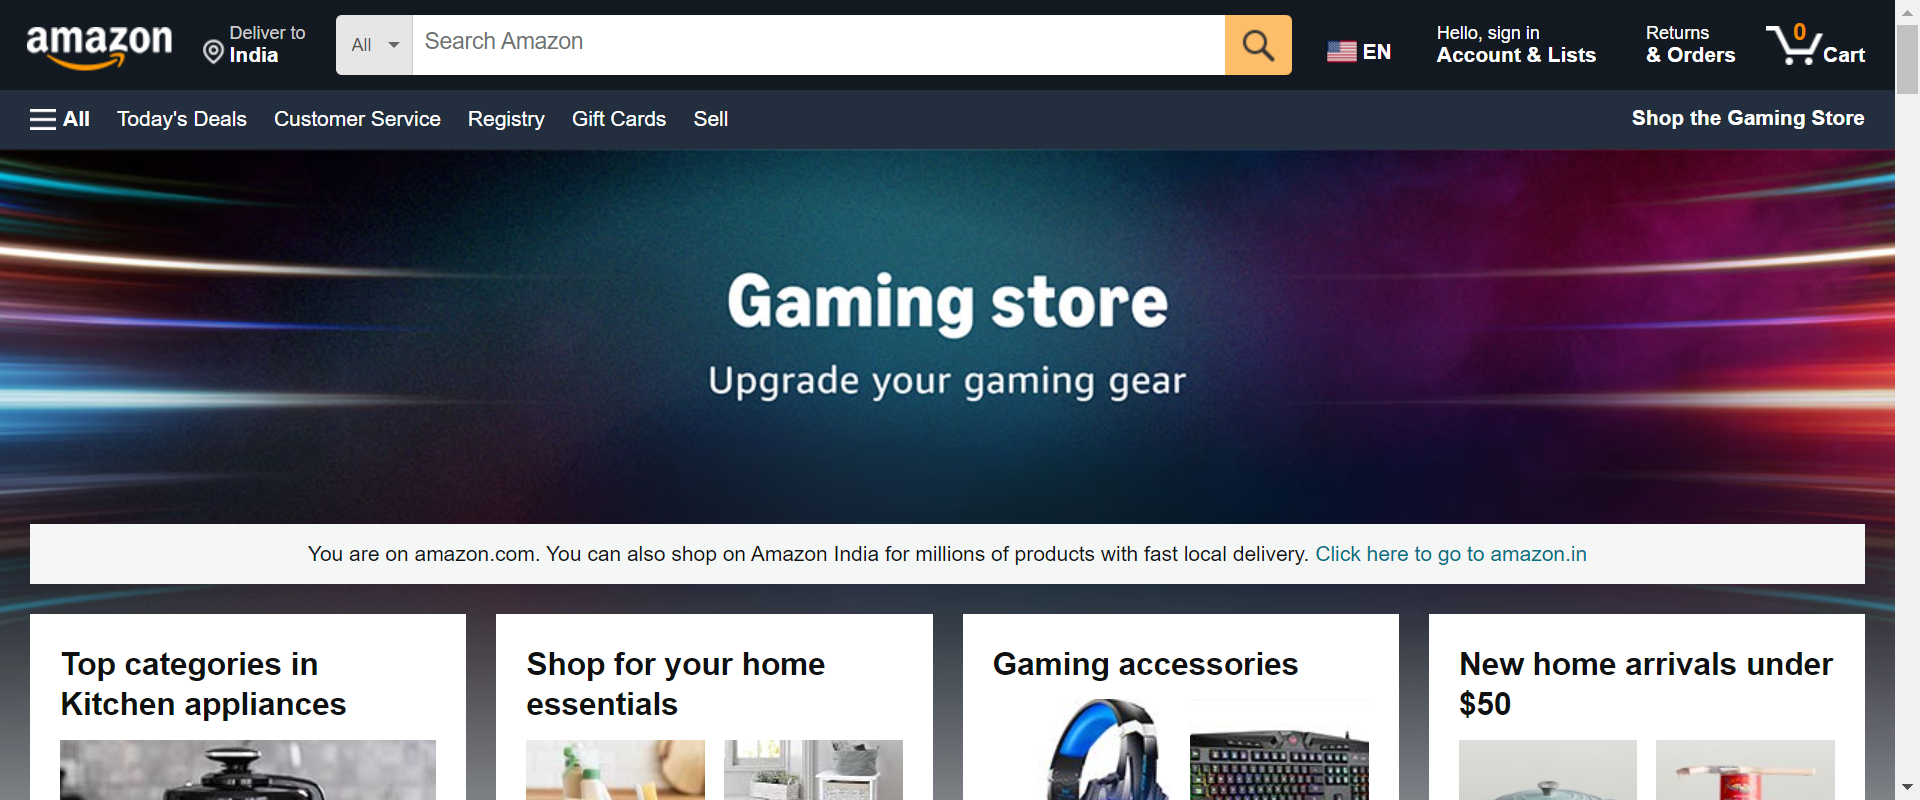 amazon
Deliver to
India
All
Search Amazon
EN
Hello, sign in
Account & Lists
Returns
& Orders
0
Cart
All
Today's Deals
Customer Service
Registry
Gift Cards
Sell
Shop the Gaming Store
Gaming store
Upgrade your gaming gear
You are on amazon.com. You can also shop on Amazon India for millions of products with fast local delivery. Click here to go to amazon.in
Top categories in
Kitchen appliances
Shop for your home
essentials
Gaming accessories
New home arrivals under
$50